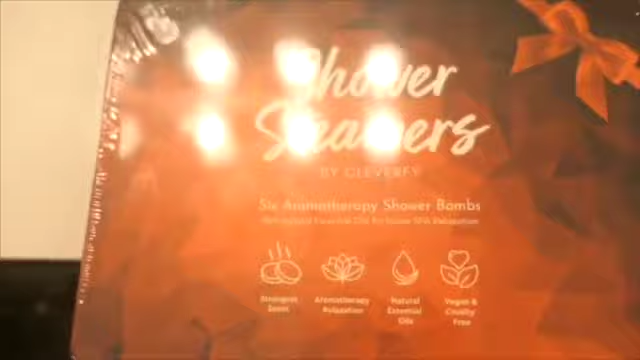 Shower
Steamers
BY CLEVERFY
Six Aromatherapy Shower Bombs
Strongest
Scent
Aromatherapy
Relaxation
Natural
Essential
Oils
Vegan &
Cruelty
Free